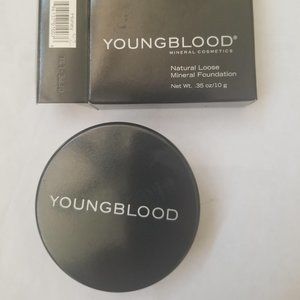 YOUNGBLOOD
MINERAL COSMETICS
Natural Loose
Mineral Foundation
Net Wt. .35 oz/10 g
YOUNGBLOOD